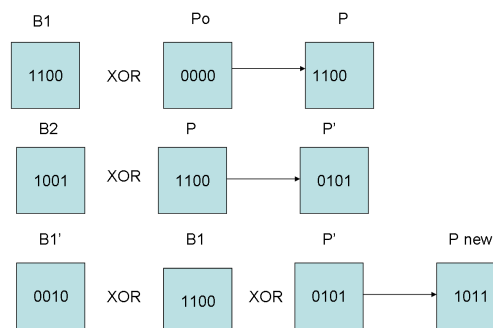 B1 Po P
1100 XOR 0000 1100
B2 P P'
1001 XOR 1100 0101
B1' B1 P' P new
0010 XOR 1100 XOR 0101 1011